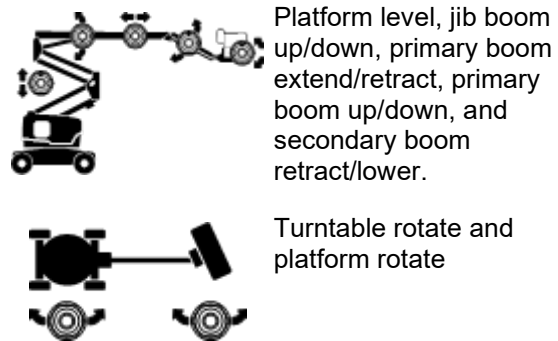 Platform level, jib boom
up/down, primary boom
extend/retract, primary
boom up/down, and
secondary boom
retract/lower.
Turntable rotate and
platform rotate